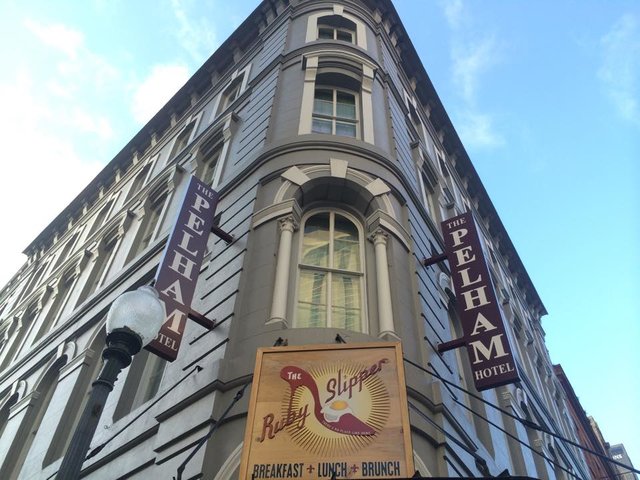 THE
PELHAM
HOTEL
THE
PELHAM
HOTEL
THE
Ruby Slipper
BREAKFAST + LUNCH + BRUNCH